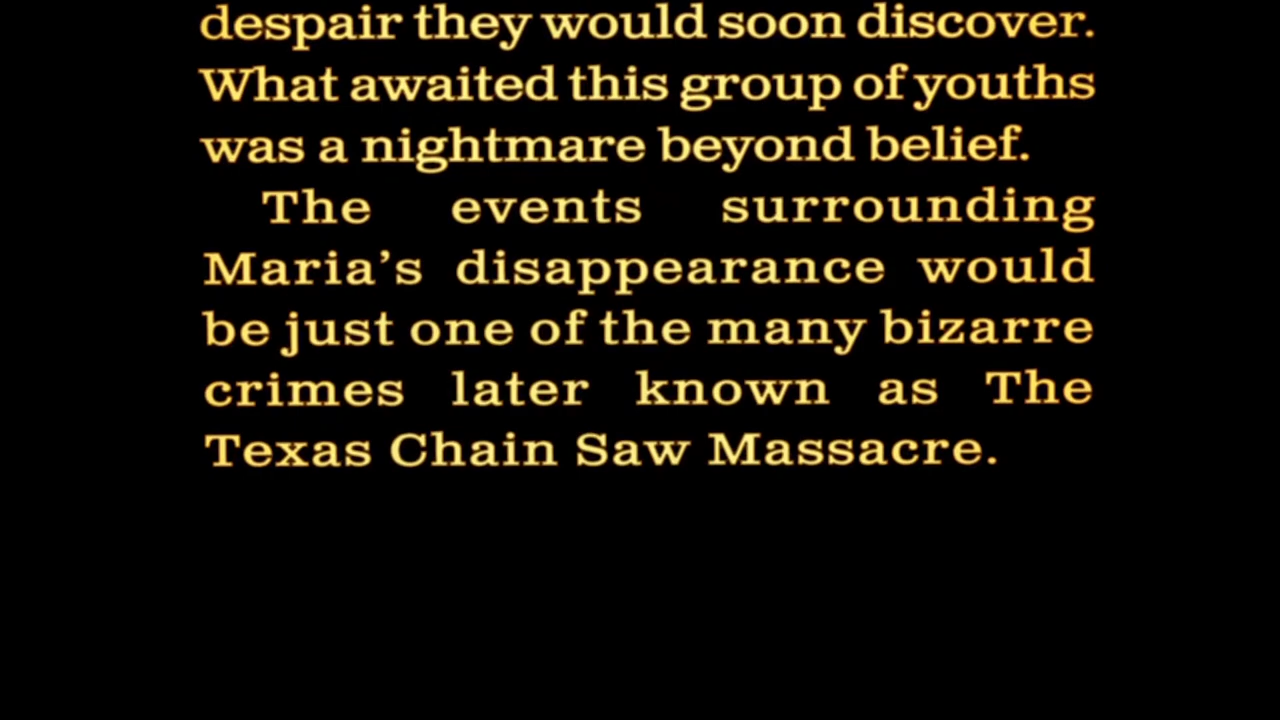 despair they would soon discover.
What awaited this group of youths
was a nightmare beyond belief.
The events surrounding
Maria’s disappearance would
be just one of the many bizarre
crimes later known as The
Texas Chain Saw Massacre.